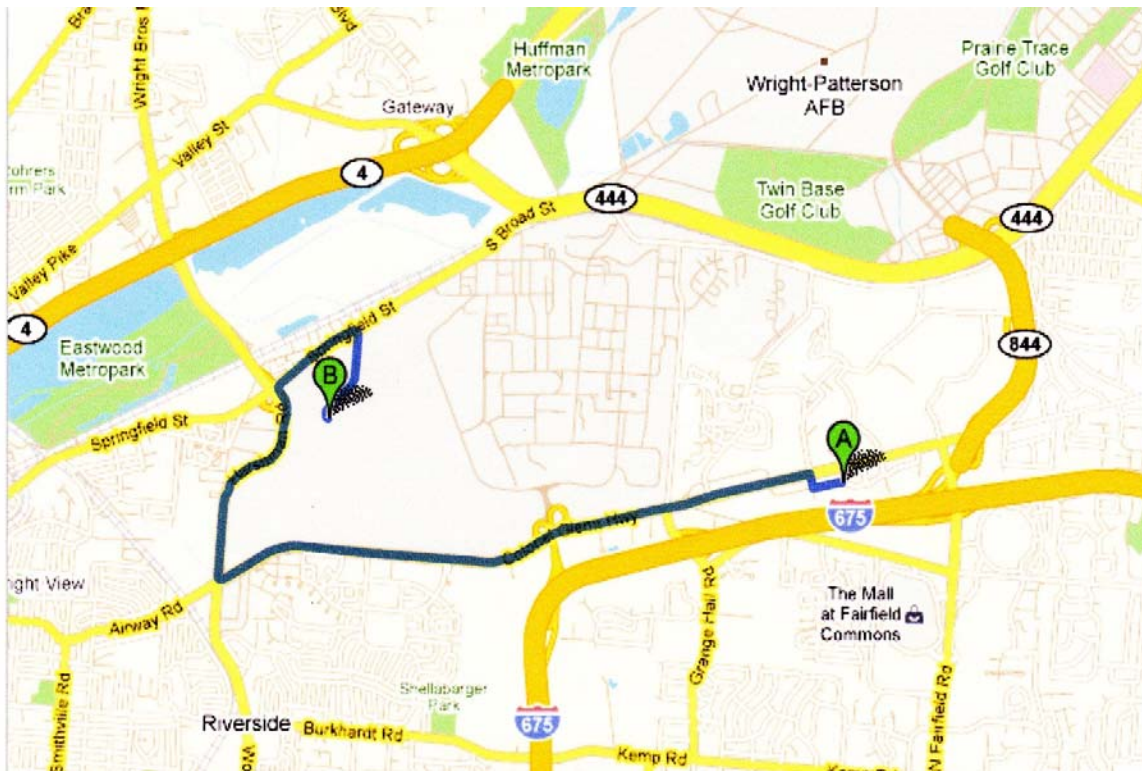 Wright Bros
Blvd
Huffman
Metropark
Prairie Trace
Golf Club
Wright-Patterson
AFB
Gateway
Valley St
4
444
S Broad St
Twin Base
Golf Club
444
Valley Pike
4
Springfield St
844
Eastwood
Metropark
B
Springfield St
A
675
Hwy
The Mall
at Fairfield
Commons
Grange Hall Rd
Airway Rd
Shellabarger
Park
N Fairfield Rd
Smithville Rd
Riverside
Burkhardt Rd
675
Kemp Rd